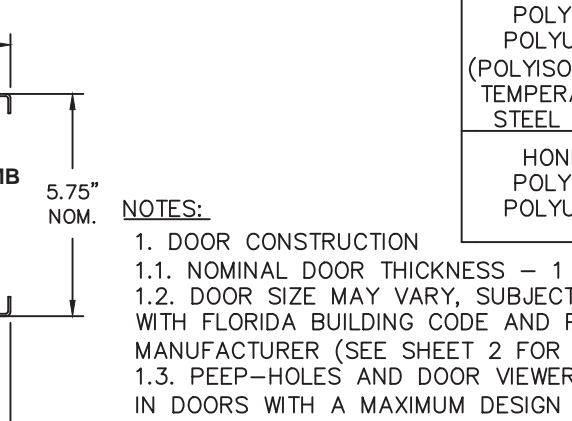 POLY
POLYU
(POLYISO
TEMPERA
STEEL
HON
POLY
POLYU
MB
5.75"
NOM.
NOTES:
1. DOOR CONSTRUCTION
1.1. NOMINAL DOOR THICKNESS – 1
1.2. DOOR SIZE MAY VARY, SUBJECT
WITH FLORIDA BUILDING CODE AND
MANUFACTURER (SEE SHEET 2 FOR
1.3. PEEP–HOLES AND DOOR VIEWER
IN DOORS WITH A MAXIMUM DESIGN